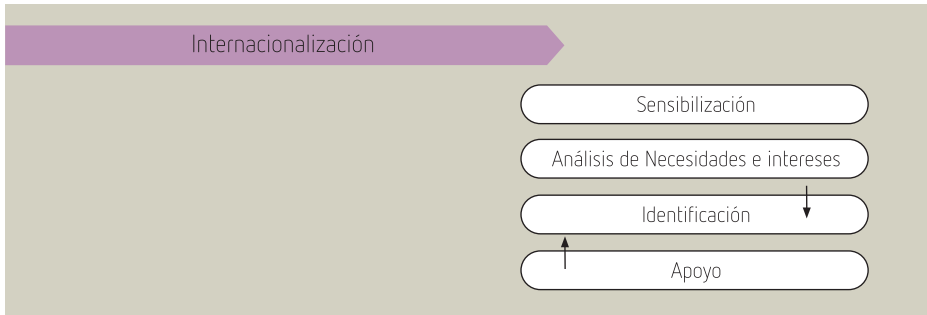 Internacionalización
Sensibilización
Análisis de Necesidades e intereses
Identificación
Apoyo